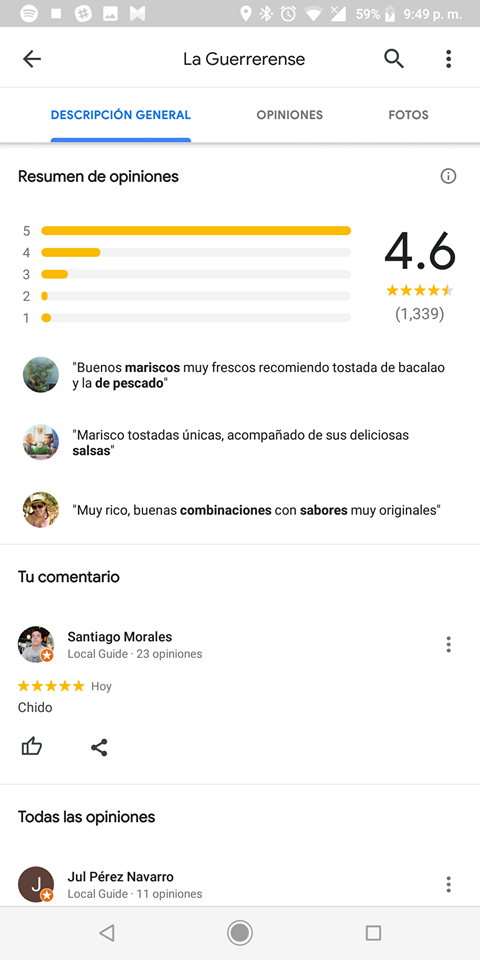 59% 9:49 p. m.
La Guerrerense
DESCRIPCIÓN GENERAL OPINIONES FOTOS
Resumen de opiniones
5
4
3
2
1
4.6
(1,339)
"Buenos mariscos muy frescos recomiendo tostada de bacalao
y la de pescado"
"Marisco tostadas únicas, acompañado de sus deliciosas
salsas"
"Muy rico, buenas combinaciones con sabores muy originales"
Tu comentario
Santiago Morales
Local Guide · 23 opiniones
Hoy
Chido
Todas las opiniones
J
Jul Pérez Navarro
Local Guide · 11 opiniones